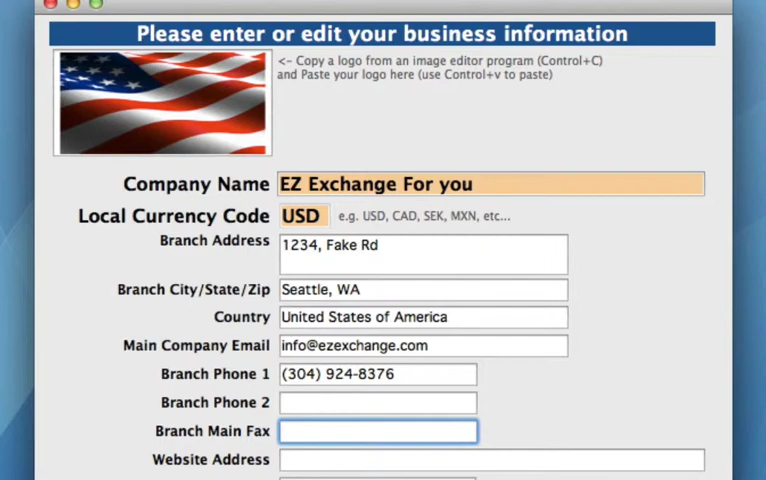 Please enter or edit your business information
<- Copy a logo from an image editor program (Control+C)
and Paste your logo here (use Control+v to paste)
Company Name EZ Exchange For you
Local Currency Code USD e.g. USD, CAD, SEK, MXN, etc...
Branch Address 1234, Fake Rd
Branch City/State/Zip Seattle, WA
Country United States of America
Main Company Email info@ezexchange.com
Branch Phone 1 (304) 924-8376
Branch Phone 2
Branch Main Fax
Website Address